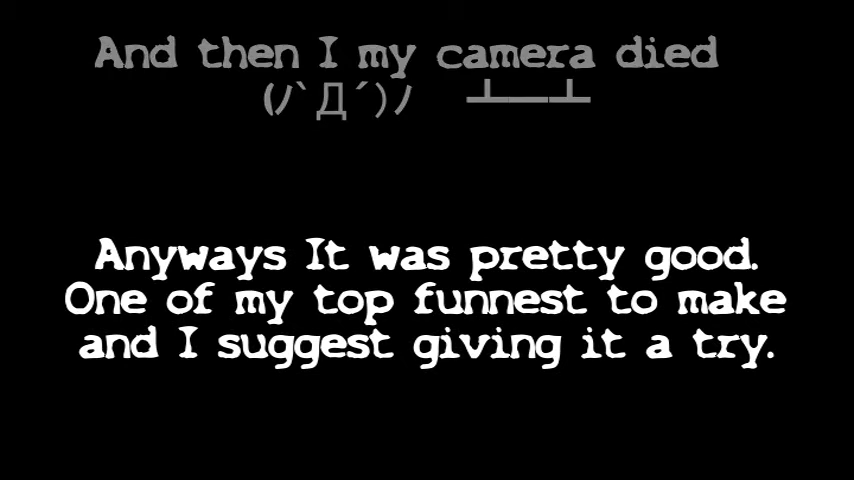 And then I my camera died
(ﾉ`Д´)ﾉ ┻━┻
Anyways It was pretty good.
One of my top funnest to make
and I suggest giving it a try.